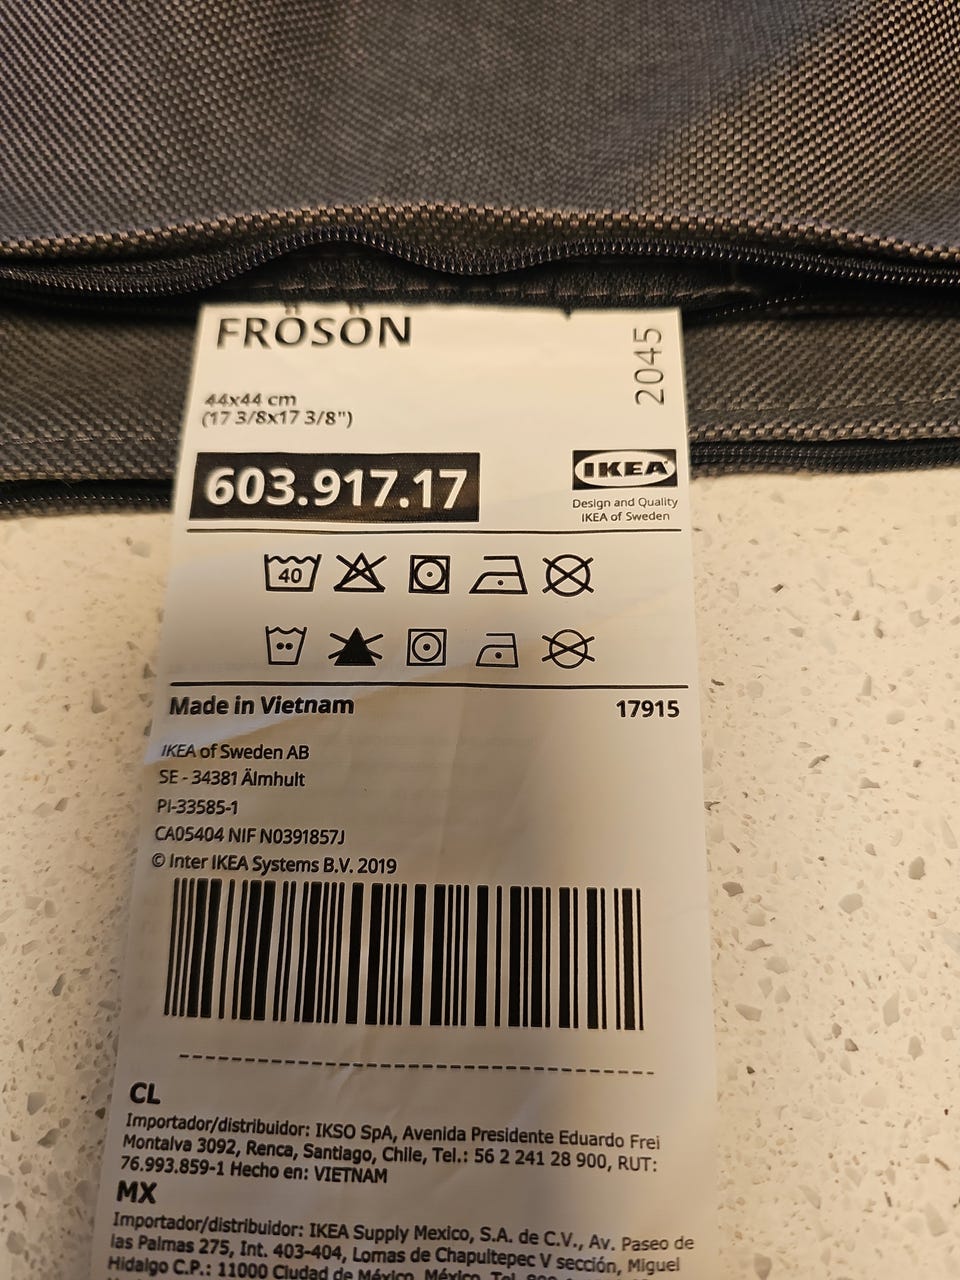 FRÖSÖN
2045
44x44 cm
(17 3/8x17 3/8")
603.917.17
IKEA
Design and Quality
IKEA of Sweden
40
Made in Vietnam
17915
IKEA of Sweden AB
SE - 34381 Älmhult
PI-33585-1
CA05404 NIF N0391857J
© Inter IKEA Systems B.V. 2019
CL
Importador/distribuidor: IKSO SpA, Avenida Presidente Eduardo Frei
Montalva 3092, Renca, Santiago, Chile, Tel.: 56 2 241 28 900, RUT:
76.993.859-1 Hecho en: VIETNAM
MX
Importador/distribuidor: IKEA Supply Mexico, S.A. de C.V., Av. Paseo de
las Palmas 275, Int. 403-404, Lomas de Chapultepec V sección, Miguel
Hidalgo C.P.: 11000 Ciudad de México, México, Tel.